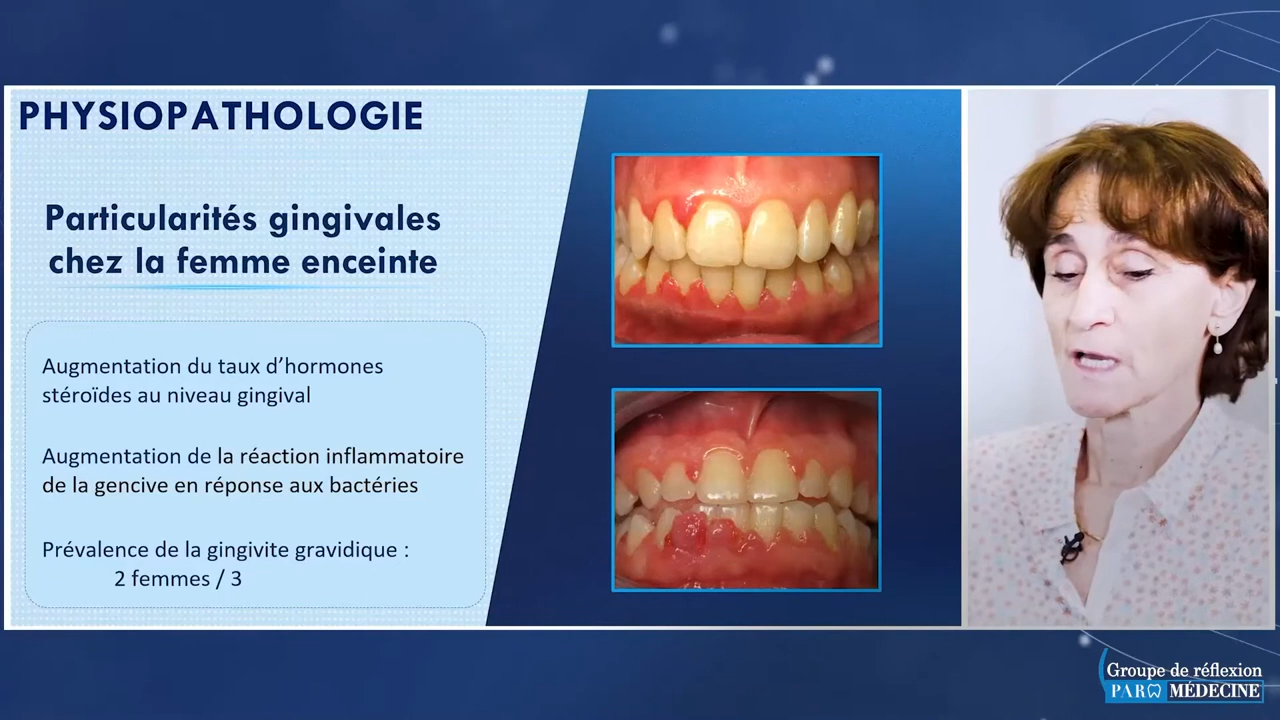 PHYSIOPATHOLOGIE
Particularités gingivales
chez la femme enceinte
Augmentation du taux d’hormones
stéroïdes au niveau gingival
Augmentation de la réaction inflammatoire
de la gencive en réponse aux bactéries
Prévalence de la gingivite gravidique :
2 femmes / 3
Groupe de réflexion
PARO MÉDECINE